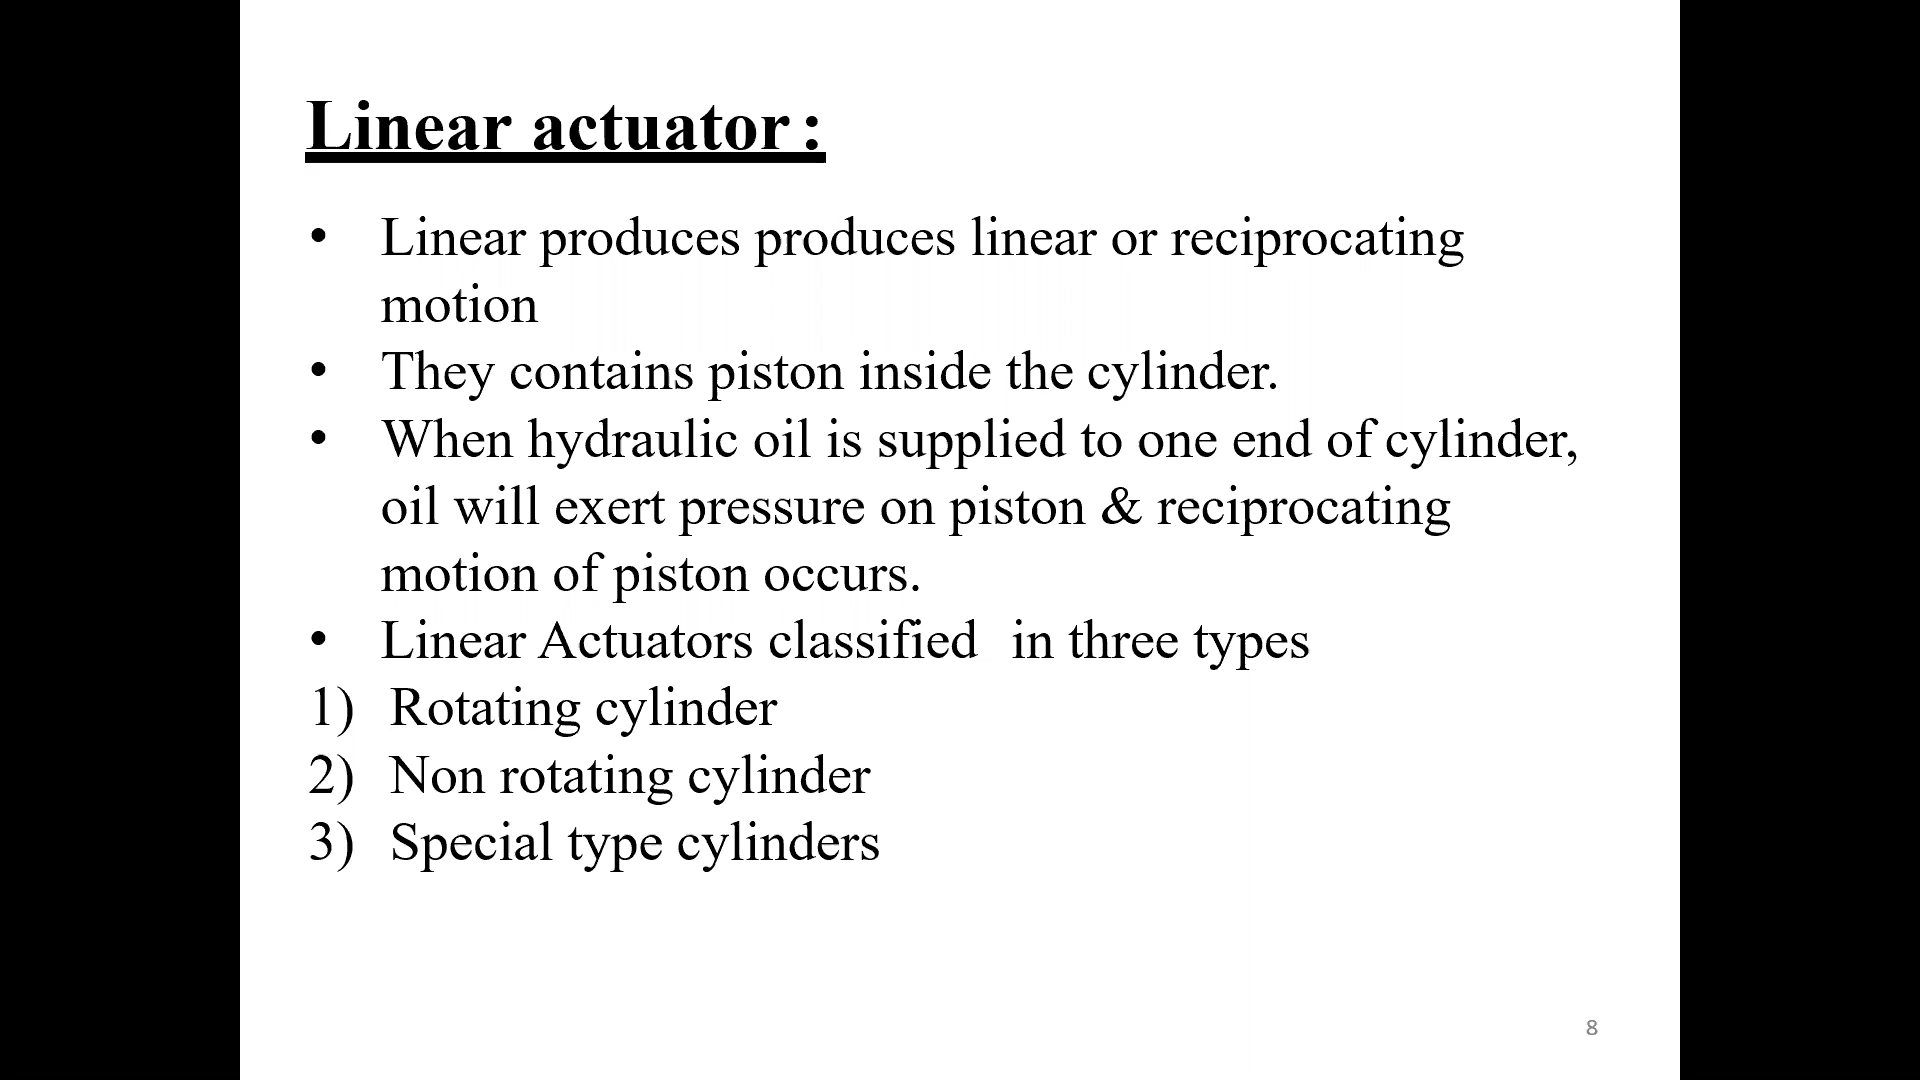 Linear actuator :
• Linear produces produces linear or reciprocating
motion
• They contains piston inside the cylinder.
• When hydraulic oil is supplied to one end of cylinder,
oil will exert pressure on piston & reciprocating
motion of piston occurs.
• Linear Actuators classified in three types
1) Rotating cylinder
2) Non rotating cylinder
3) Special type cylinders
8